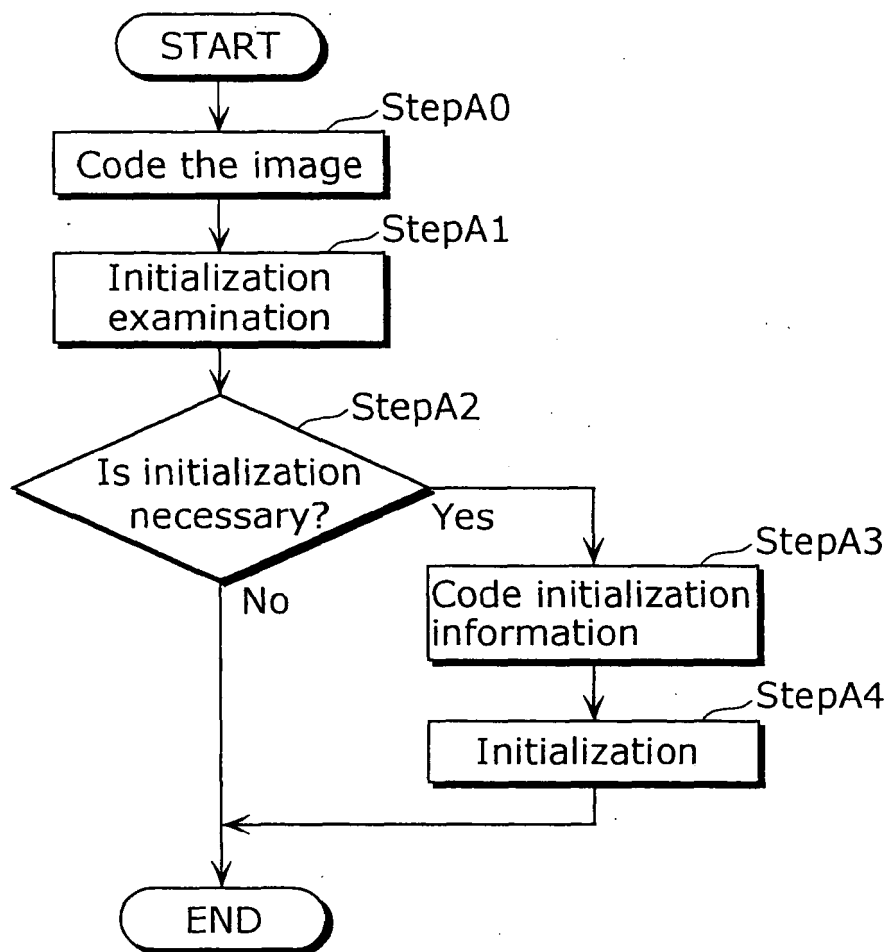 START
StepA0
Code the image
StepA1
Initialization
examination
StepA2
Is initialization
necessary?
Yes
No
StepA3
Code initialization
information
StepA4
Initialization
END